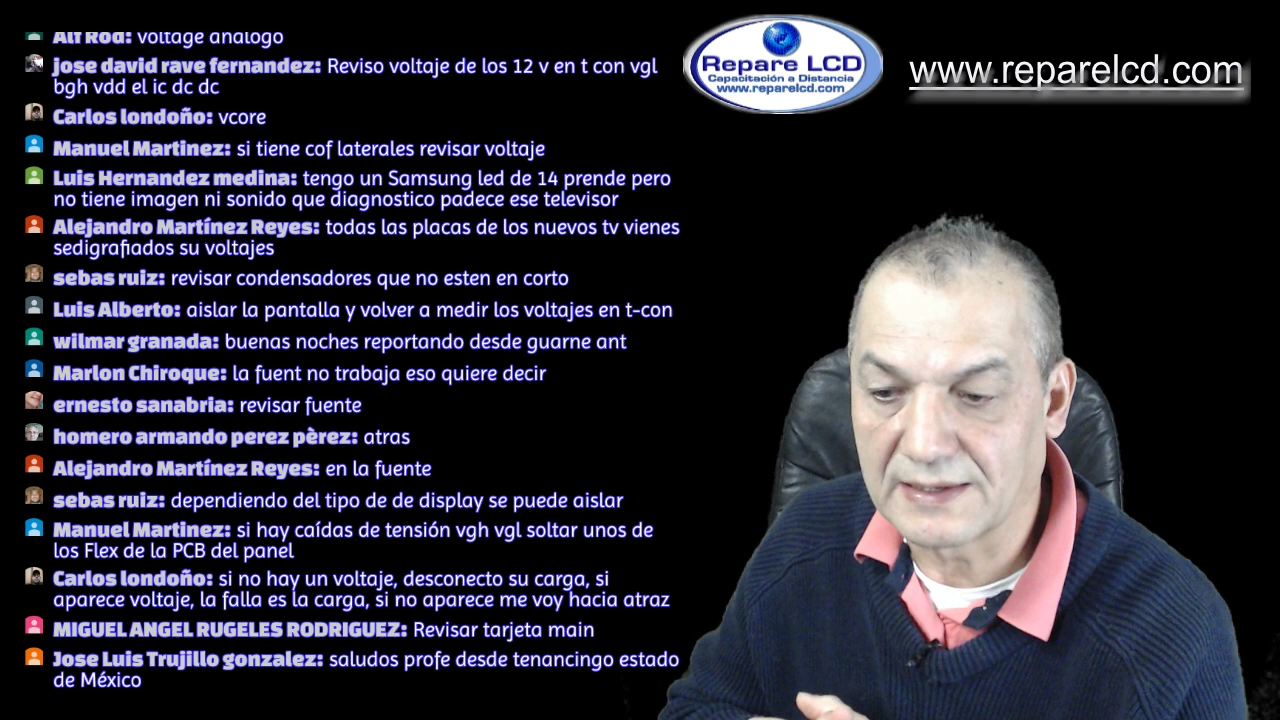 Alf Rod: voltage analogo
jose david rave fernandez: Reviso voltaje de los 12 v en t con vgl
bgh vdd el ic dc dc
Carlos londoño: vcore
Manuel Martinez: si tiene cof laterales revisar voltaje
Luis Hernandez medina: tengo un Samsung led de 14 prende pero
no tiene imagen ni sonido que diagnostico padece ese televisor
Alejandro Martínez Reyes: todas las placas de los nuevos tv vienes
sedigrafiados su voltajes
sebas ruiz: revisar condensadores que no esten en corto
Luis Alberto: aislar la pantalla y volver a medir los voltajes en t-con
wilmar granada: buenas noches reportando desde guarne ant
Marlon Chiroque: la fuent no trabaja eso quiere decir
ernesto sanabria: revisar fuente
homero armando perez pèrez: atras
Alejandro Martínez Reyes: en la fuente
sebas ruiz: dependiendo del tipo de de display se puede aislar
Manuel Martinez: si hay caídas de tensión vgh vgl soltar unos de
los Flex de la PCB del panel
Carlos londoño: si no hay un voltaje, desconecto su carga, si
aparece voltaje, la falla es la carga, si no aparece me voy hacia atraz
MIGUEL ANGEL RUGELES RODRIGUEZ: Revisar tarjeta main
Jose Luis Trujillo gonzalez: saludos profe desde tenancingo estado
de México
Repare LCD
Capacitación a Distancia
www.reparelcd.com
www.reparelcd.com